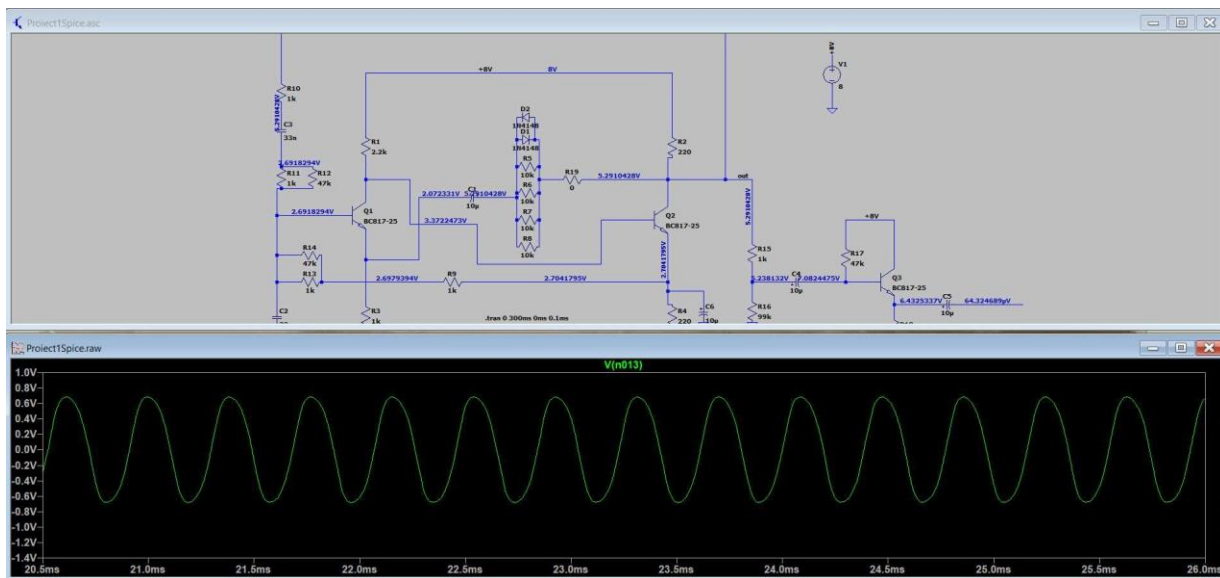 Proiect1Spice.asc
+8V
8V
+8V
V1
8
R10
1k
5.2910428V
C3
33n
2.6918294V
R11
1k
R12
47k
2.6918294V
R1
2.2k
Q1
BC817-25
2.072331V
C1
10µ
5.2910428V
3.3722473V
D2
1N4148
D1
1N4148
R5
10k
R6
10k
R7
10k
R8
10k
R19
0
5.2910428V
R2
220
out
Q2
BC817-25
2.7041795V
5.2910428V
R14
47k
R13
1k
2.6979394V
R9
1k
2.7041795V
R15
1k
5.238132V
C4
10µ
7.0824475V
+8V
R17
47k
Q3
BC817-25
6.4325337V
C5
10µ
64.324689µV
C2
R3
1k
.tran 0 300ms 0ms 0.1ms
R4
220
C6
10µ
R16
99k
Proiect1Spice.raw
V(n013)
1.0V
0.8V
0.6V
0.4V
0.2V
0.0V
-0.2V
-0.4V
-0.6V
-0.8V
-1.0V
-1.2V
-1.4V
20.5ms
21.0ms
21.5ms
22.0ms
22.5ms
23.0ms
23.5ms
24.0ms
24.5ms
25.0ms
25.5ms
26.0ms